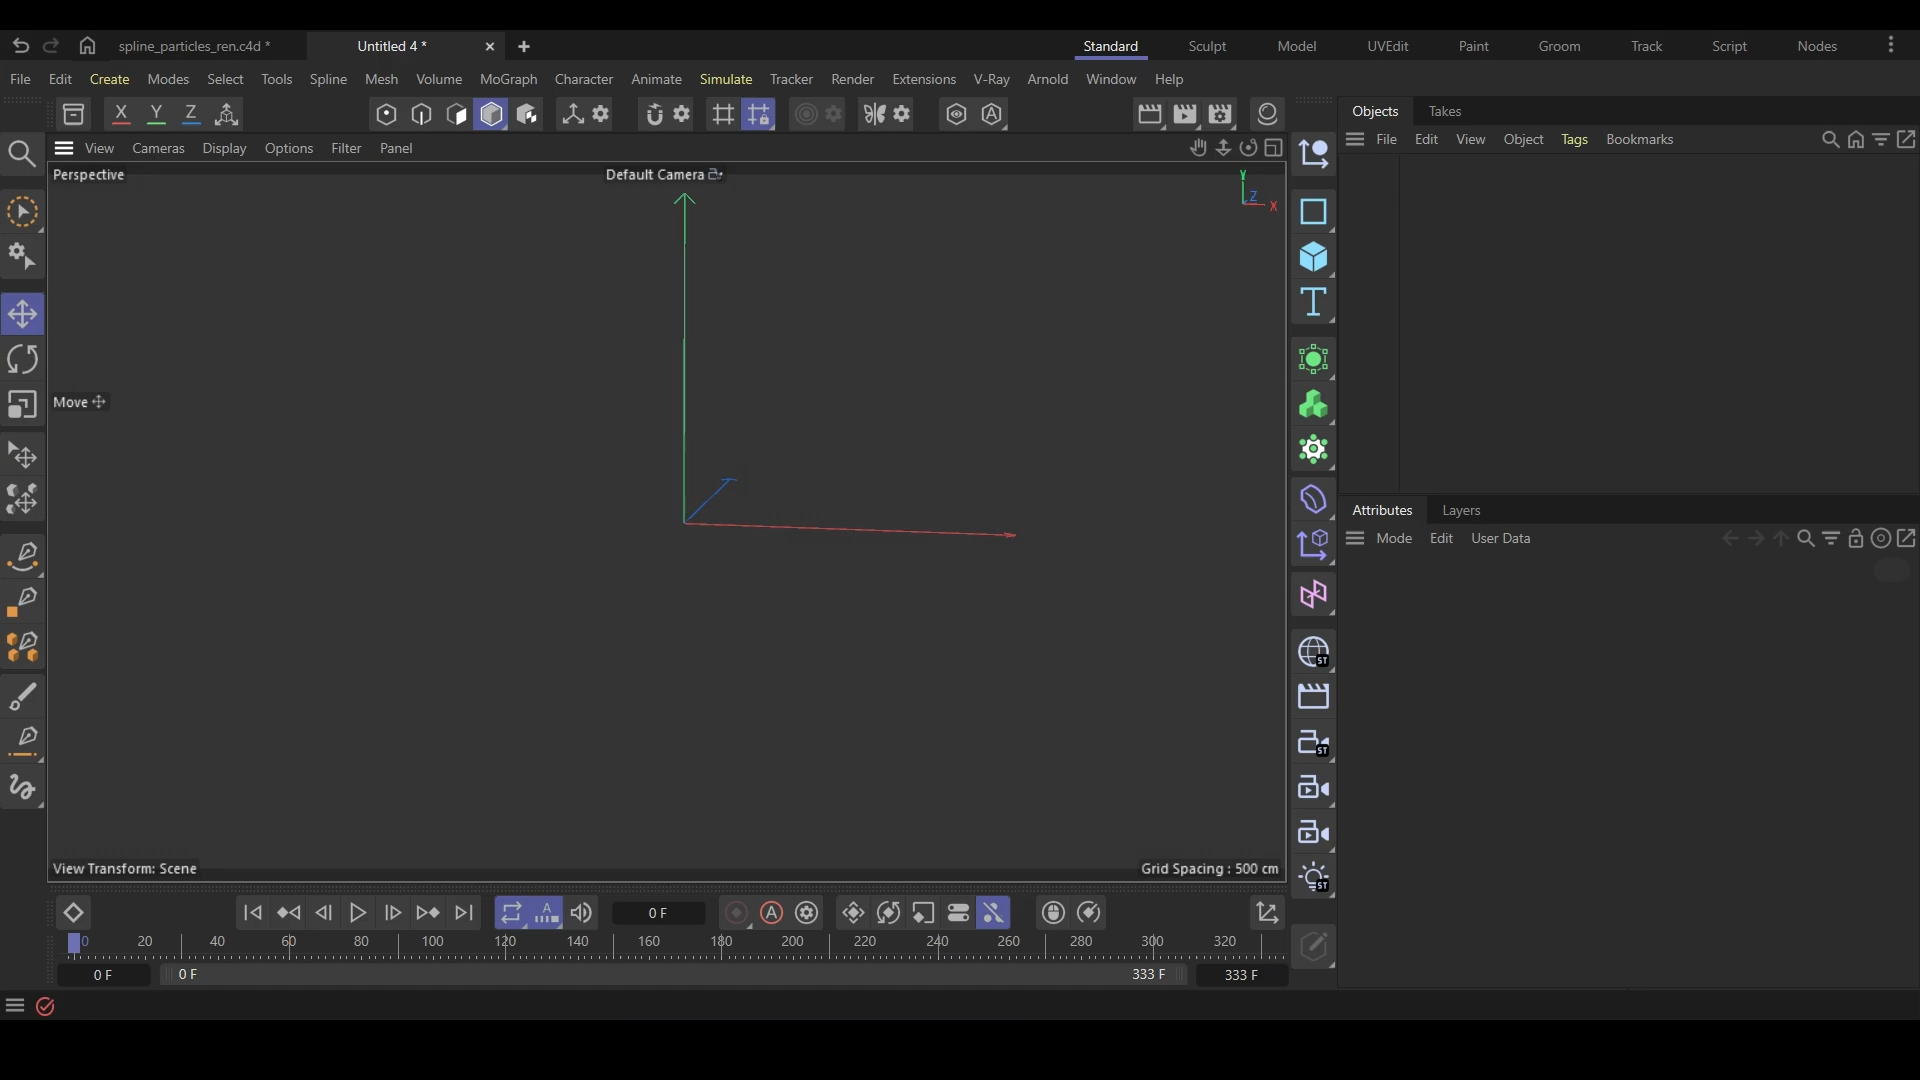 spline_particles_ren.c4d *
Untitled 4 *
Standard
Sculpt
Model
UVEdit
Paint
Groom
Track
Script
Nodes
File
Edit
Create
Modes
Select
Tools
Spline
Mesh
Volume
MoGraph
Character
Animate
Simulate
Tracker
Render
Extensions
V-Ray
Arnold
Window
Help
X
Y
Z
Objects
Takes
View
Cameras
Display
Options
Filter
Panel
File
Edit
View
Object
Tags
Bookmarks
Perspective
Default Camera
Y
Z
X
Move
Attributes
Layers
Mode
Edit
User Data
ST
ST
ST
View Transform: Scene
Grid Spacing : 500 cm
A
0 F
A
0
20
40
60
80
100
120
140
160
180
200
220
240
260
280
300
320
0 F
0 F
333 F
333 F